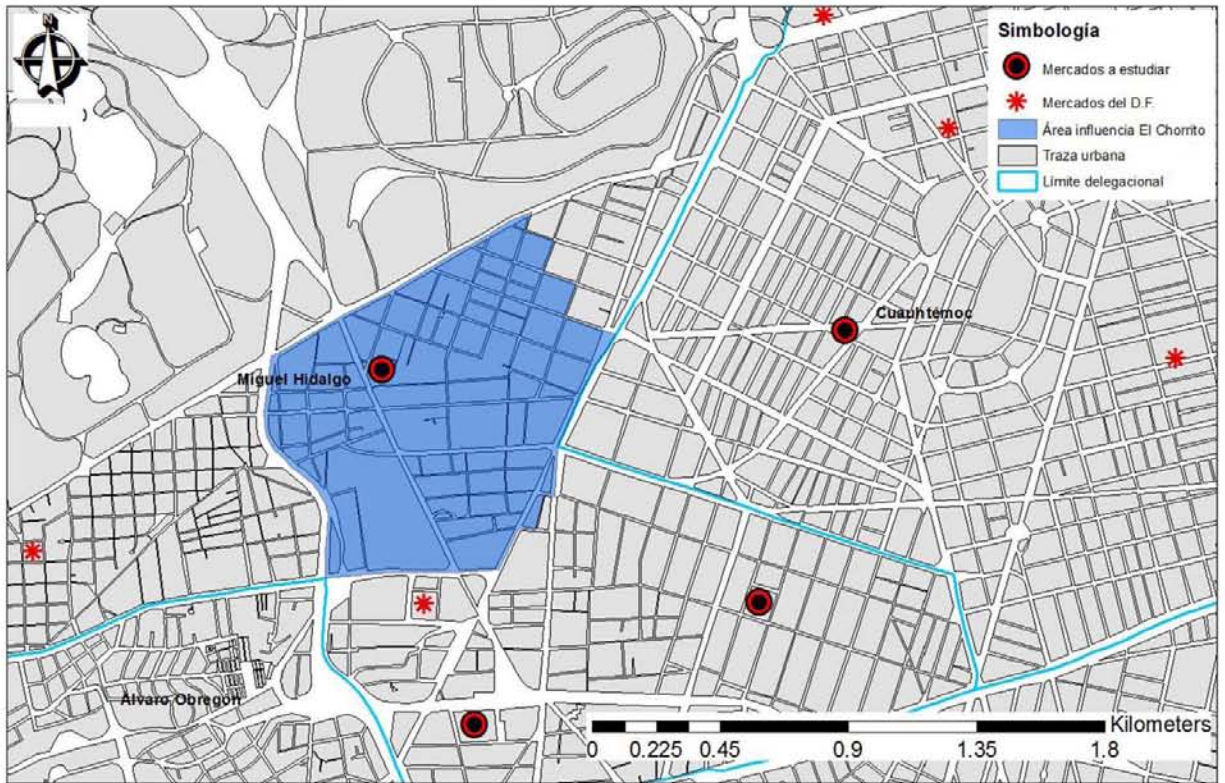 N
Simbología
Mercados a estudiar
Mercados del D.F.
Área influencia El Chorrito
Traza urbana
Límite delegacional
Cuauhtémoc
Miguel Hidalgo
Álvaro Obregón
Kilometers
0 0.225 0.45 0.9 1.35 1.8